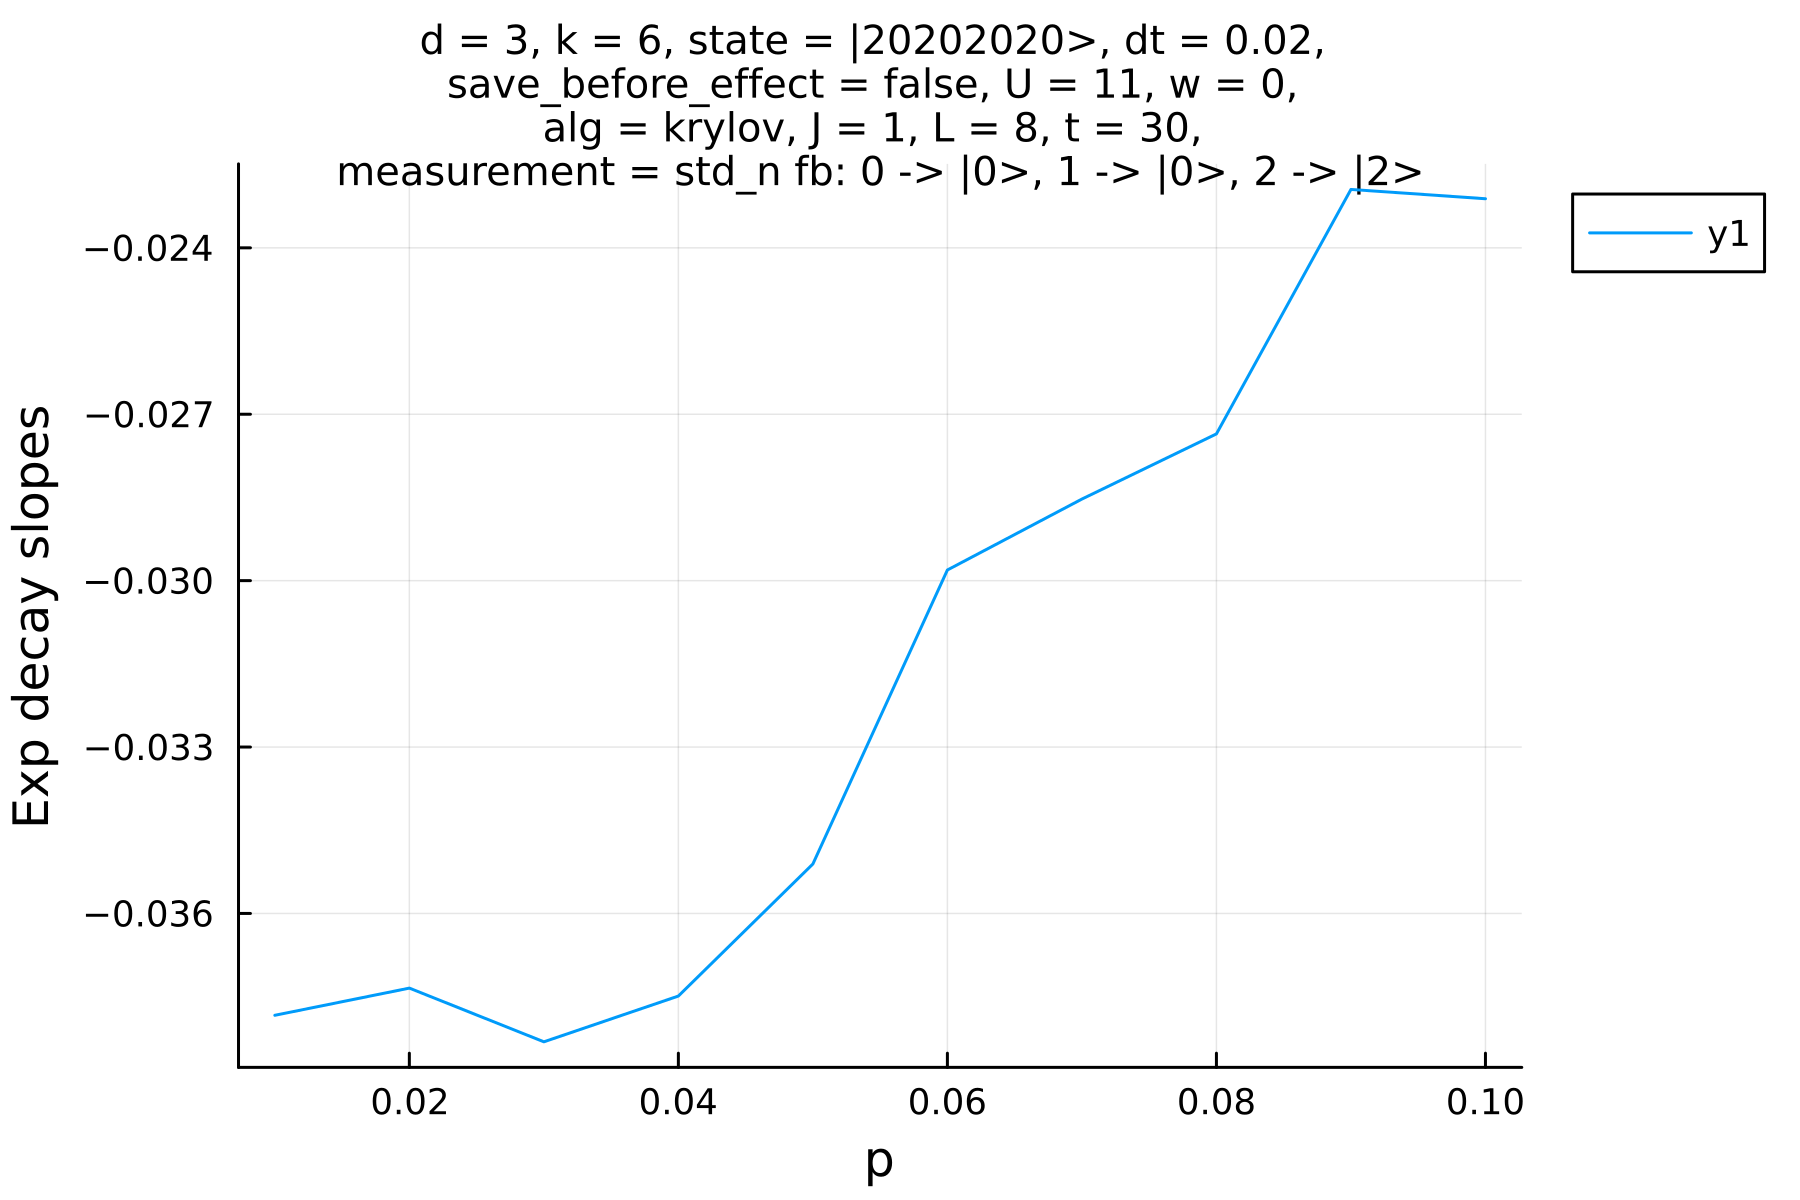 d = 3, k = 6, state = |20202020>, dt = 0.02,
save_before_effect = false, U = 11, w = 0,
alg = krylov, J = 1, L = 8, t = 30,
measurement = std_n fb: 0 -> |0>, 1 -> |0>, 2 -> |2>
y1
−0.024
−0.027
−0.030
−0.033
−0.036
Exp decay slopes
0.02
0.04
0.06
0.08
0.10
p